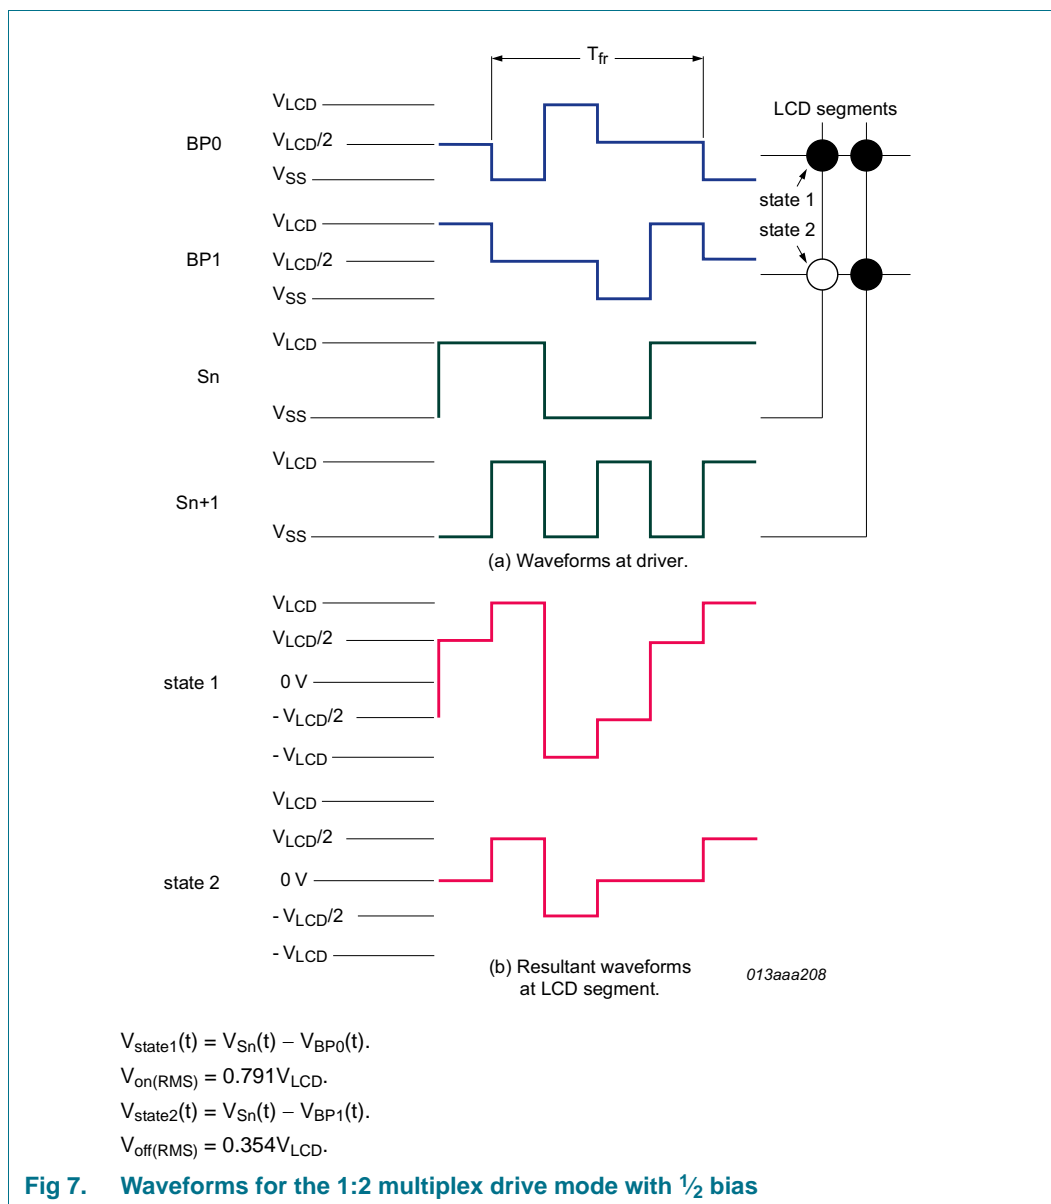 Tfr
VLCD
BP0
VLCD/2
VSS
LCD segments
state 1
VLCD
BP1
VLCD/2
VSS
state 2
VLCD
Sn
VSS
VLCD
Sn+1
VSS
(a) Waveforms at driver.
VLCD
VLCD/2
state 1
0 V
- VLCD/2
- VLCD
VLCD
VLCD/2
state 2
0 V
- VLCD/2
- VLCD
(b) Resultant waveforms
at LCD segment.
013aaa208
Vstate1(t) = VSn(t) − VBP0(t).
Von(RMS) = 0.791VLCD.
Vstate2(t) = VSn(t) − VBP1(t).
Voff(RMS) = 0.354VLCD.
Fig 7. Waveforms for the 1:2 multiplex drive mode with 1⁄2 bias